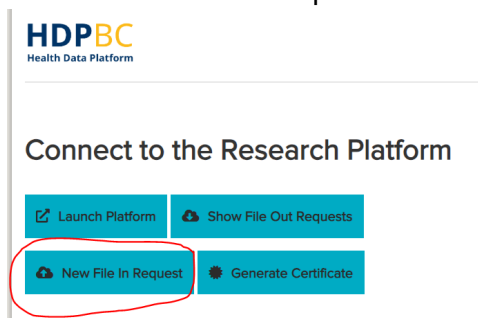 HDPBC
Health Data Platform
Connect to the Research Platform
Launch Platform
Show File Out Requests
New File In Request
Generate Certificate